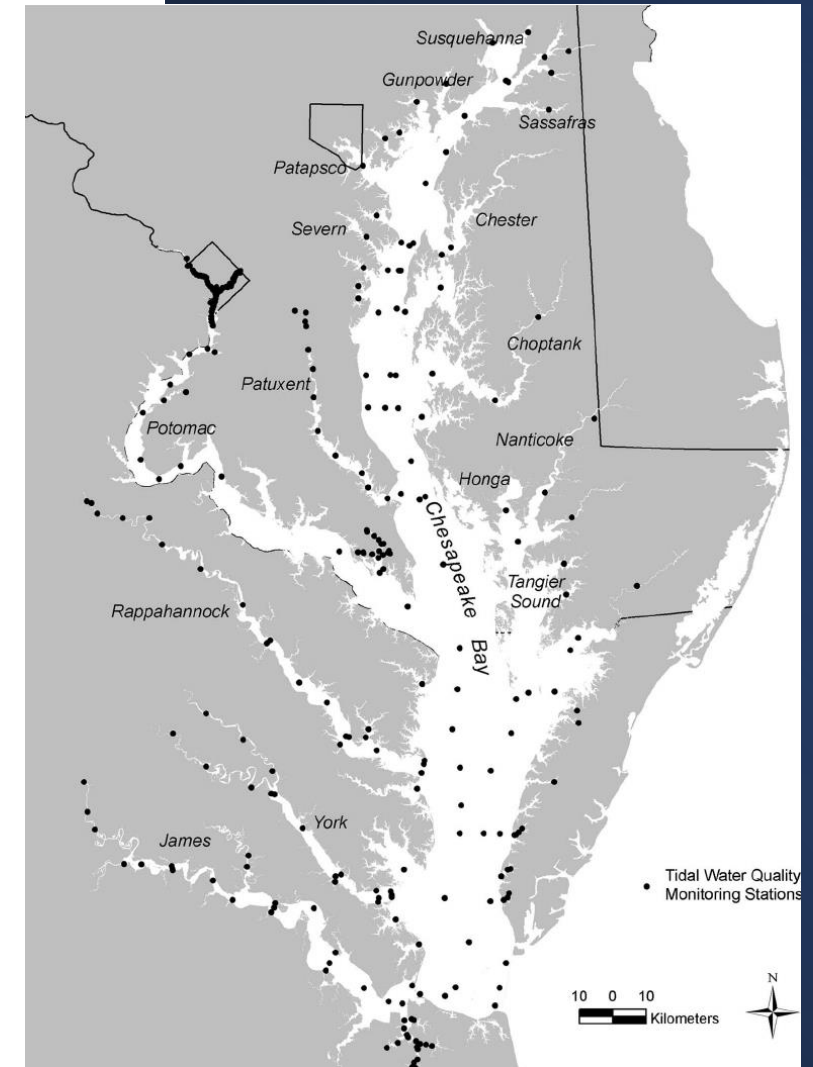 Susquehanna
Gunpowder
Sassafras
Patapsco
Severn
Chester
Choptank
Patuxent
Potomac
Nanticoke
Honga
Chesapeake
Bay
Tangier
Sound
Rappahannock
York
James
Tidal Water Quality
Monitoring Stations
N
10 0 10
Kilometers